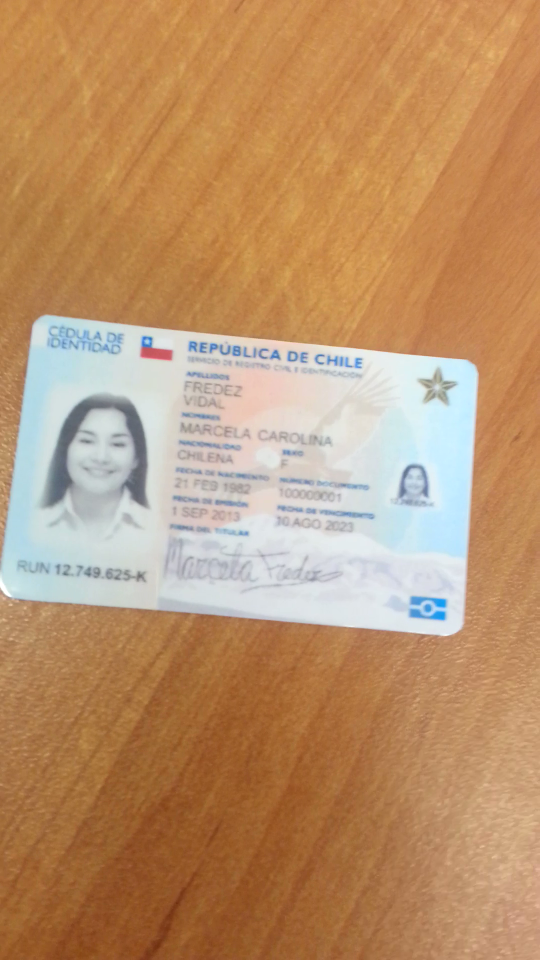 CÉDULA DE
IDENTIDAD
REPÚBLICA DE CHILE
SERVICIO DE REGISTRO CIVIL E IDENTIFICACIÓN
APELLIDOS
FREDEZ
VIDAL
NOMBRES
MARCELA CAROLINA
NACIONALIDAD SEXO
CHILENA F
FECHA DE NACIMIENTO NÚMERO DOCUMENTO
21 FEB 1982 100000001
FECHA DE EMISIÓN FECHA DE VENCIMIENTO
1 SEP 2013 10 AGO 2023
FIRMA DEL TITULAR
Marcela Fredez
RUN 12.749.625-K